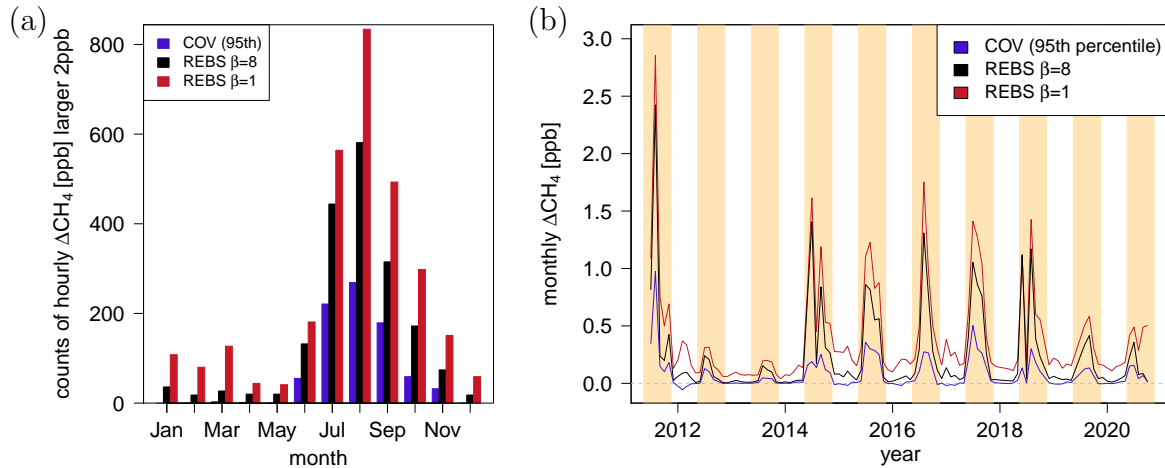 (a)
counts of hourly ΔCH₄ [ppb] larger 2ppb
800
600
400
200
0
COV (95th)
REBS β=8
REBS β=1
Jan Mar May Jul Sep Nov
month
(b)
monthly ΔCH₄ [ppb]
3.0
2.5
2.0
1.5
1.0
0.5
0.0
COV (95th percentile)
REBS β=8
REBS β=1
2012 2014 2016 2018 2020
year